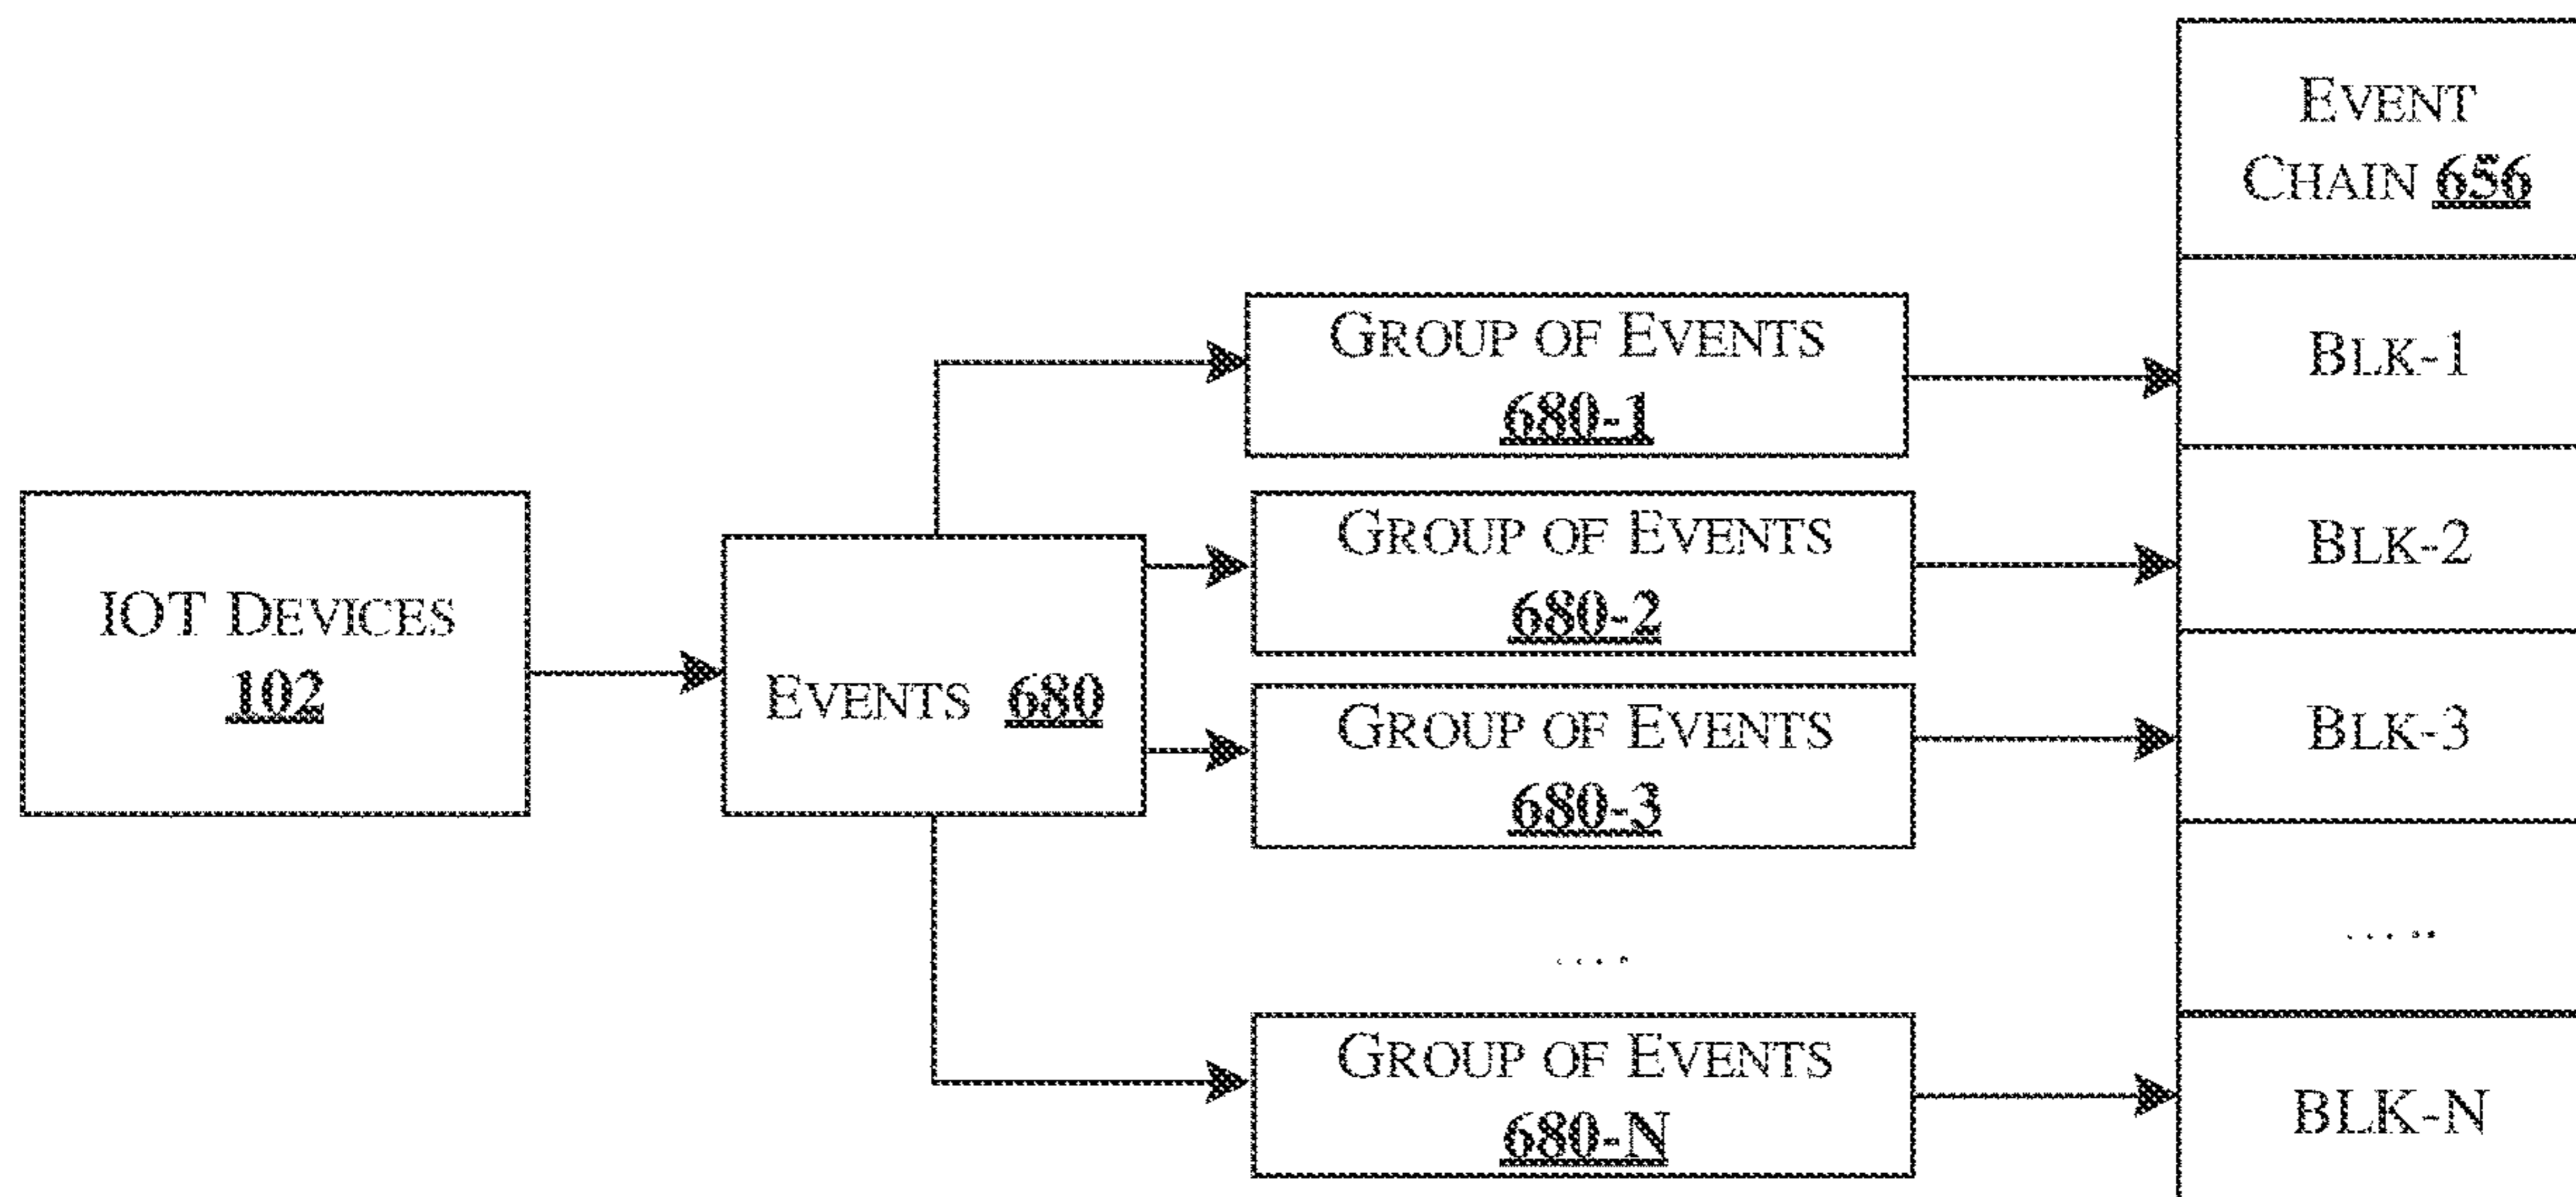 IOT DEVICES
102
EVENTS 680
GROUP OF EVENTS
680-1
GROUP OF EVENTS
680-2
GROUP OF EVENTS
680-3
....
GROUP OF EVENTS
680-N
EVENT
CHAIN 656
BLK-1
BLK-2
BLK-3
.....
BLK-N